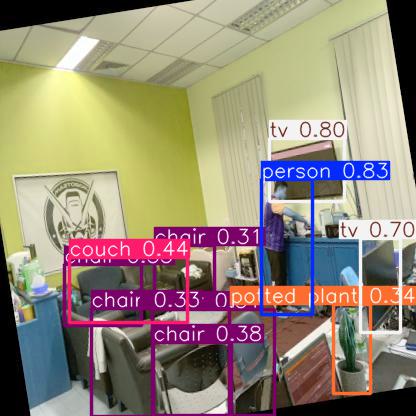 tv 0.80
person 0.83
tv 0.70
chair 0.31
couch 0.44
chair 0.33
potted plant 0.34
chair 0.38